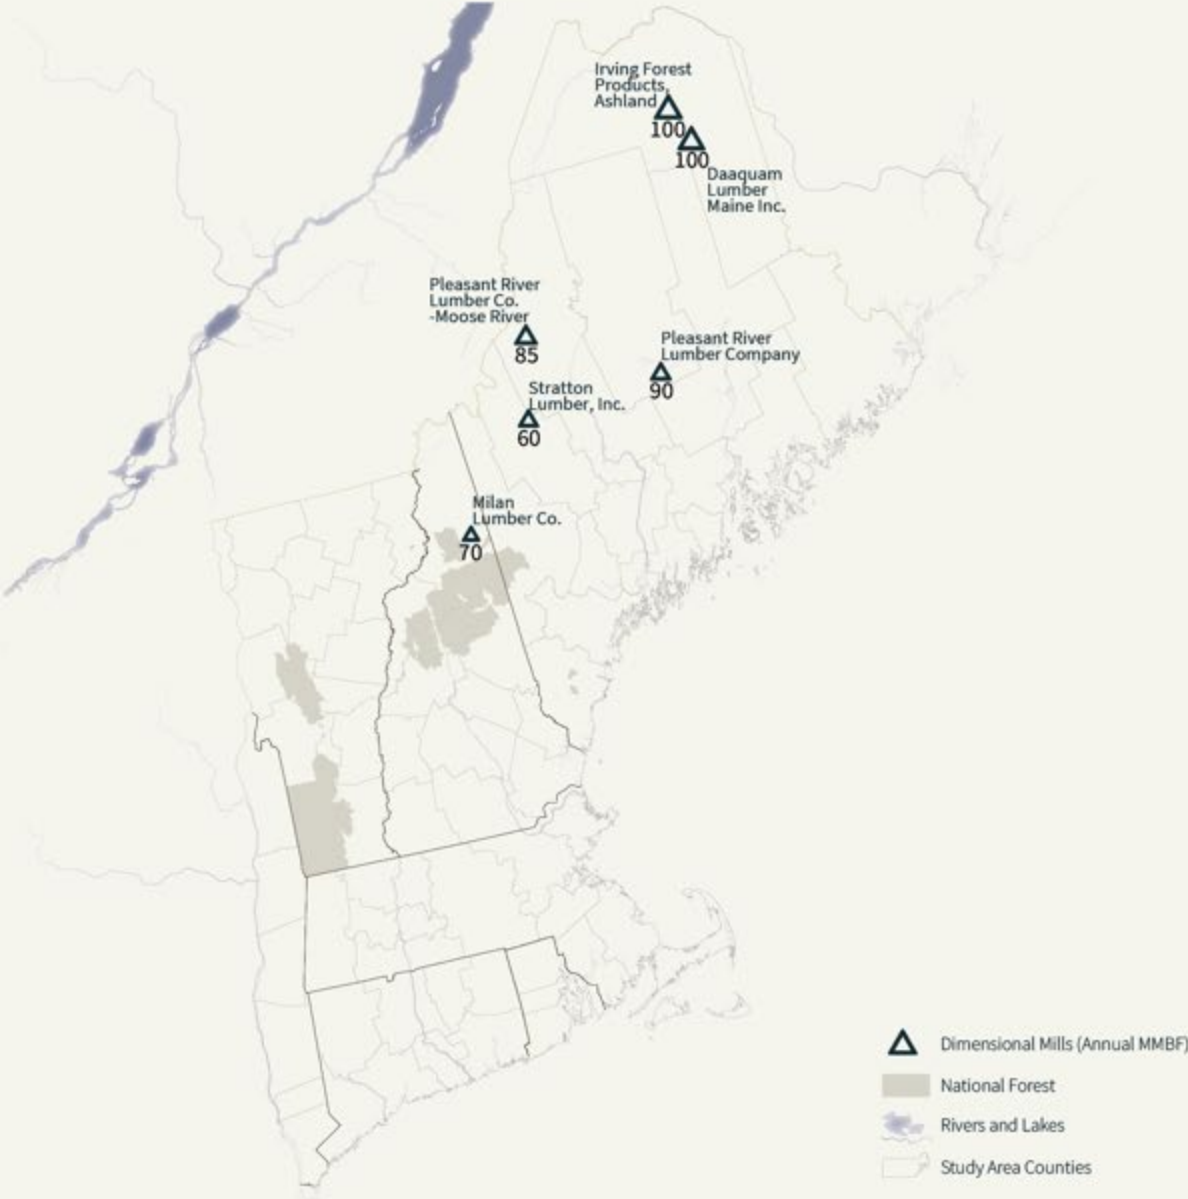 Irving Forest
Products,
Ashland
100
100
Daaquam
Lumber
Maine Inc.
Pleasant River
Lumber Co.
-Moose River
85
Pleasant River
Lumber Company
90
Stratton
Lumber, Inc.
60
Milan
Lumber Co.
70
Dimensional Mills (Annual MMBF)
National Forest
Rivers and Lakes
Study Area Counties